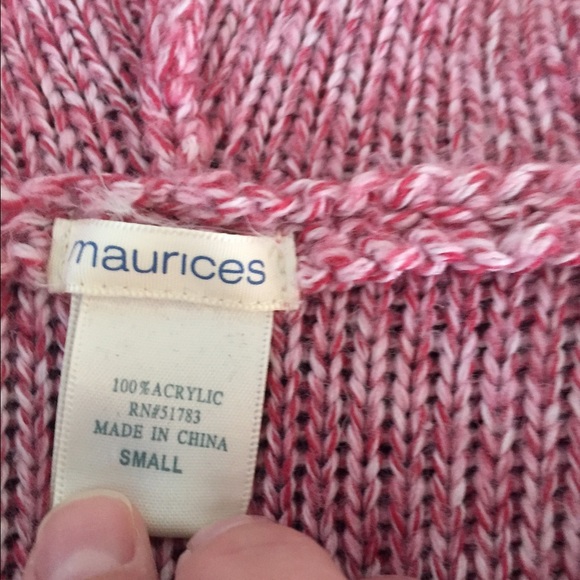 maurices
100% ACRYLIC
RN#51783
MADE IN CHINA
SMALL